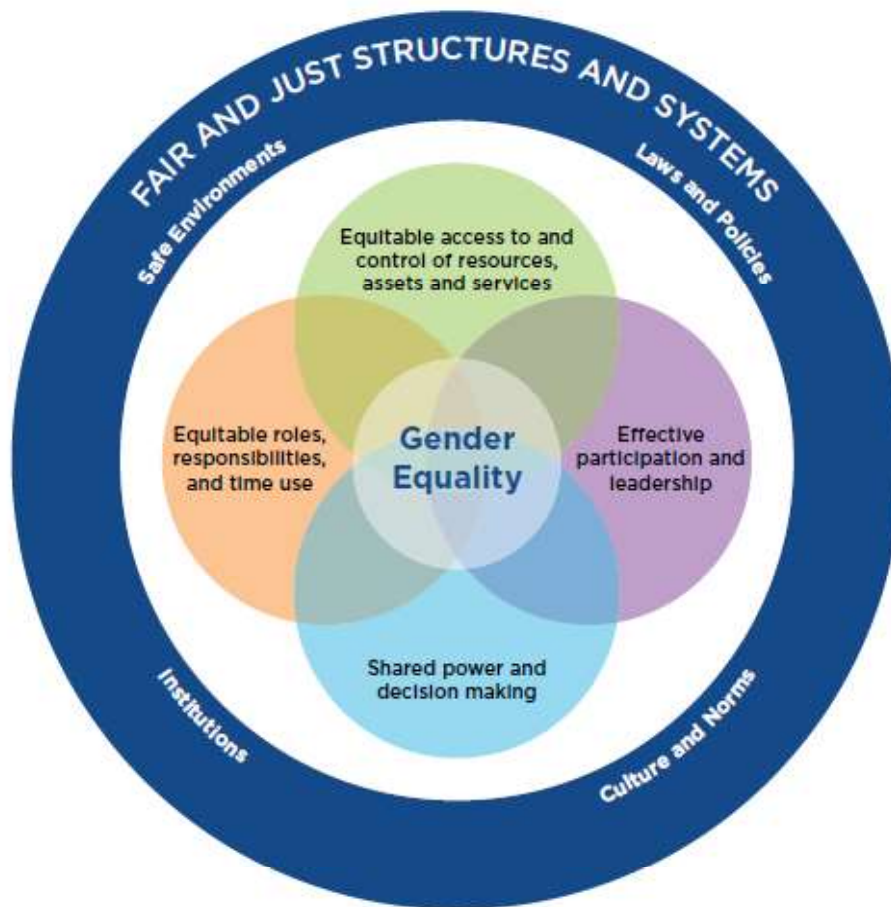 FAIR AND JUST STRUCTURES AND SYSTEMS
Safe Environments
Laws and Policies
Equitable access to and
control of resources,
assets and services
Equitable roles,
responsibilities,
and time use
Gender
Equality
Effective
participation and
leadership
Shared power and
decision making
Institutions
Culture and Norms